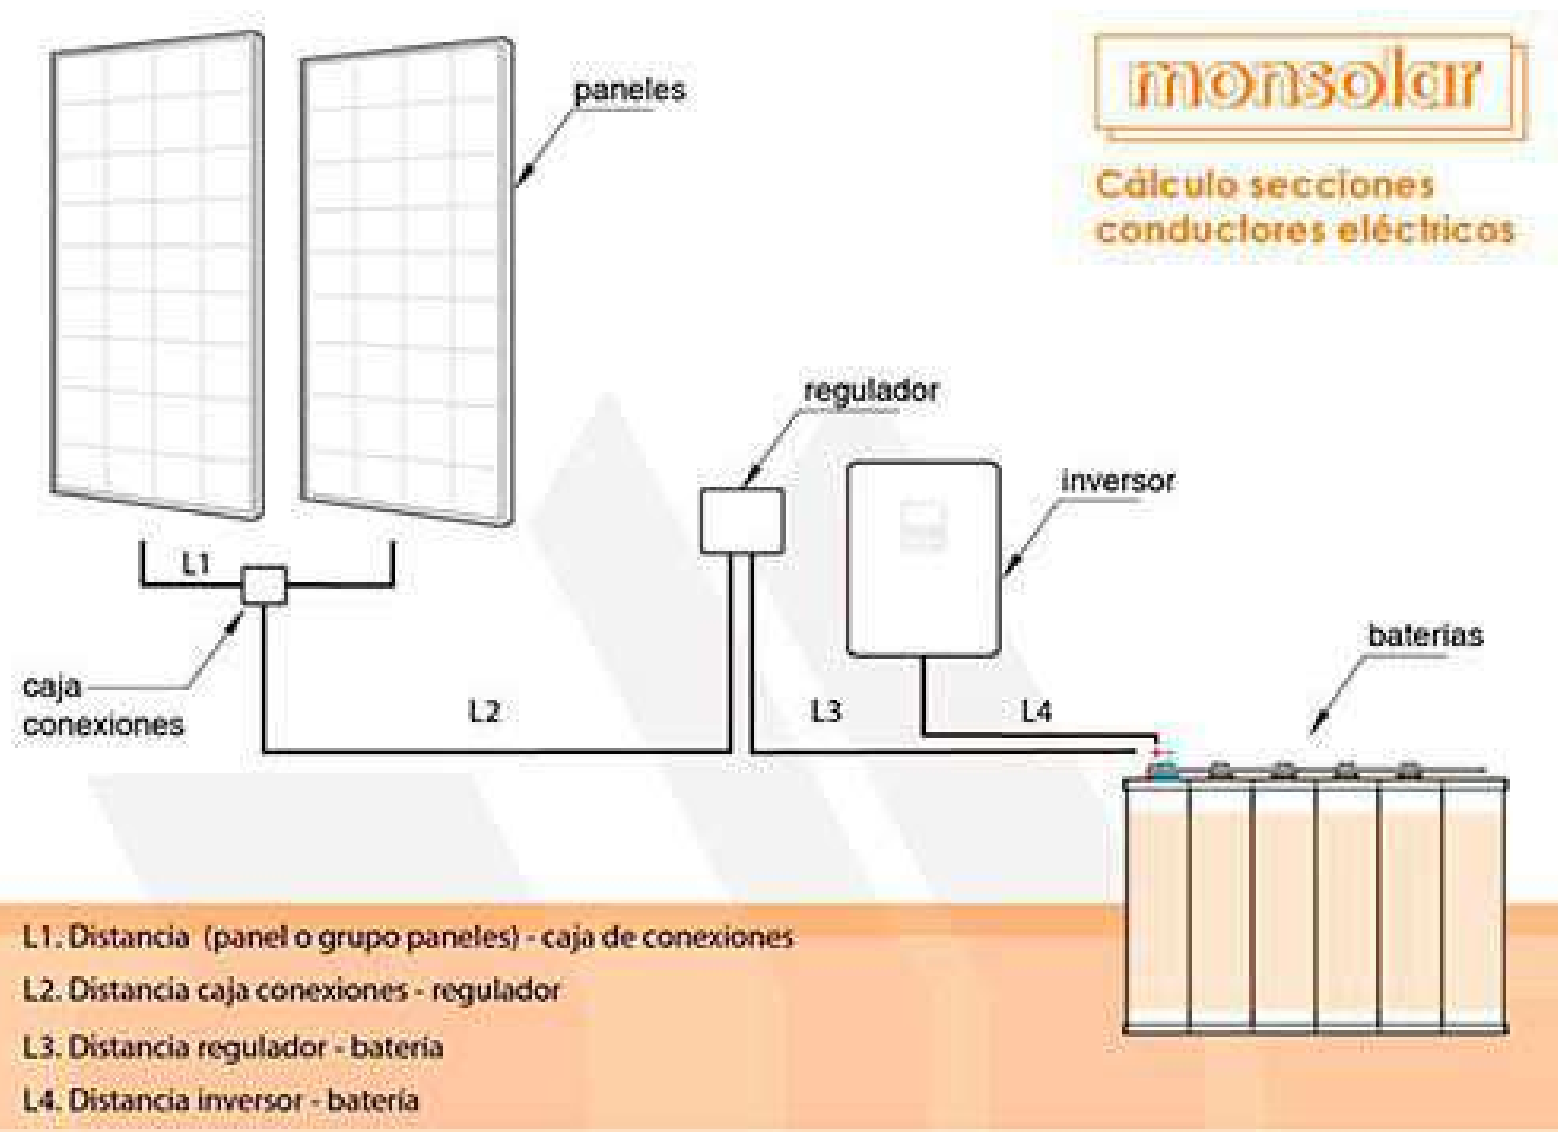 monsolar
Cálculo secciones
conductores eléctricos
paneles
regulador
inversor
baterías
L1
caja
conexiones
L2
L3
L4
L1. Distancia (panel o grupo paneles) - caja de conexiones
L2. Distancia caja conexiones - regulador
L3. Distancia regulador - batería
L4. Distancia inversor - batería